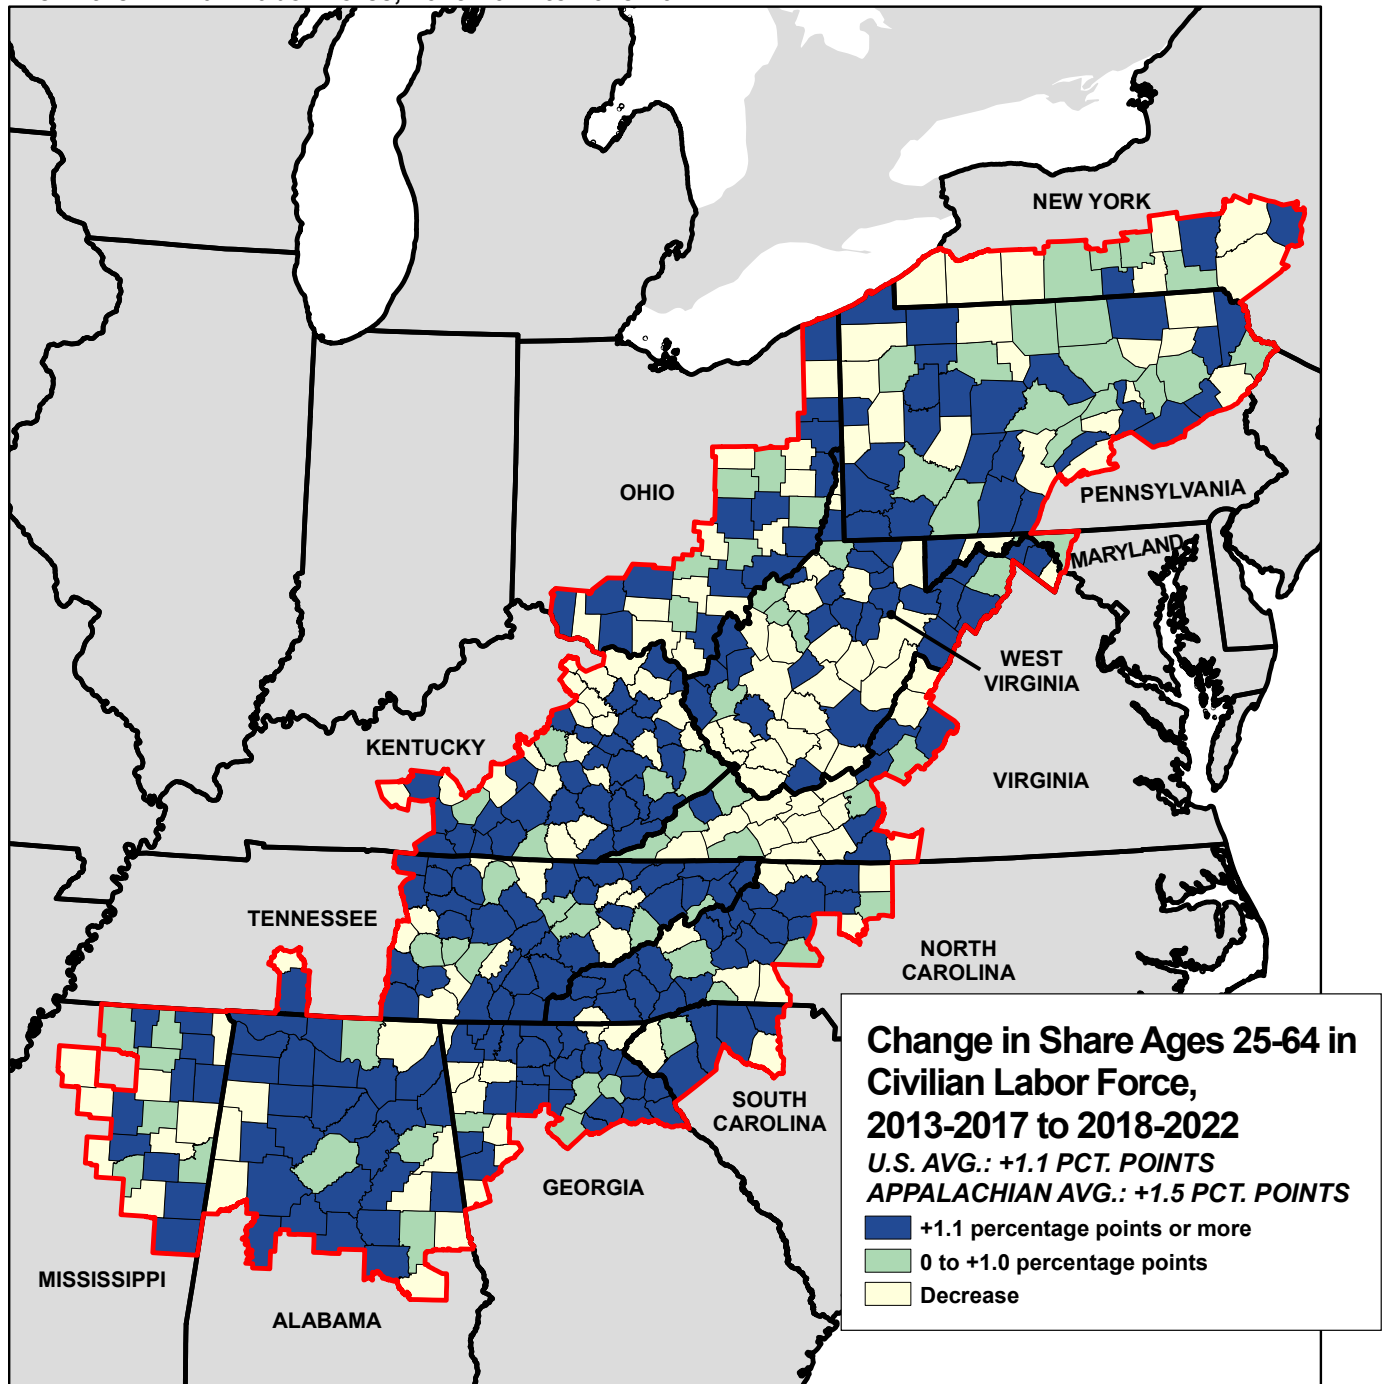 NEW YORK
OHIO
PENNSYLVANIA
MARYLAND
WEST
VIRGINIA
KENTUCKY
VIRGINIA
TENNESSEE
NORTH
CAROLINA
SOUTH
CAROLINA
GEORGIA
MISSISSIPPI
ALABAMA
Change in Share Ages 25-64 in
Civilian Labor Force,
2013-2017 to 2018-2022
U.S. AVG.: +1.1 PCT. POINTS
APPALACHIAN AVG.: +1.5 PCT. POINTS
+1.1 percentage points or more
0 to +1.0 percentage points
Decrease